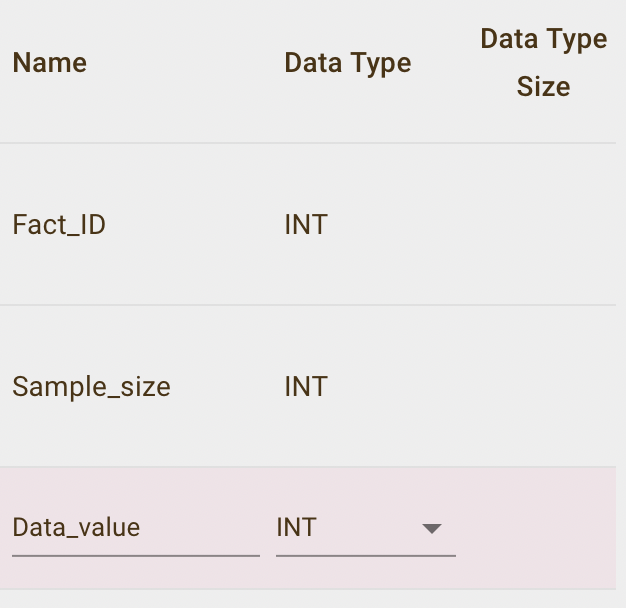 Name Data Type Data Type Size
Fact_ID INT
Sample_size INT
Data_value INT